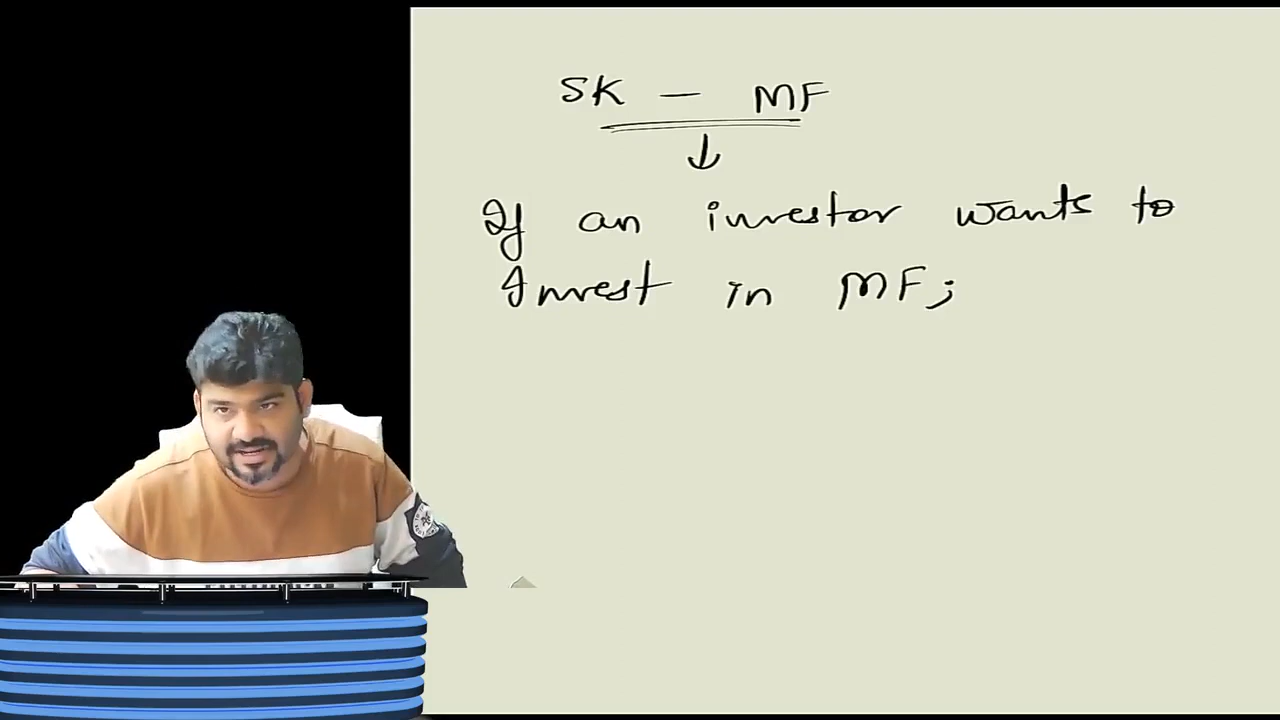 SK - MF
If an investor wants to
Invest in MF;